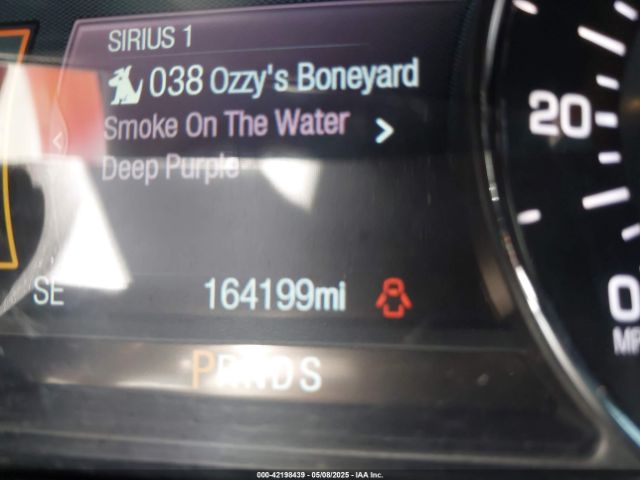 SIRIUS 1
038 Ozzy's Boneyard
Smoke On The Water
Deep Purple
20
SE
164199mi
0
MP
PRNDS
000-42198439 - 05/08/2025 - IAA Inc.